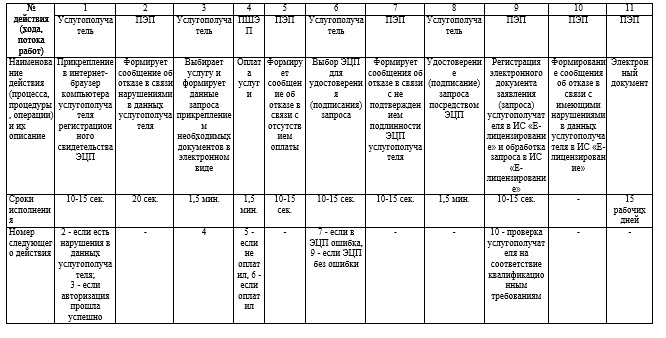 № действия (хода, потока работ) 1 2 3 4 5 6 7 8 9 10 11
Услугополучатель ПЭП Услугополучатель ПШЭП ПЭП Услугополучатель ПЭП Услугополучатель ПЭП ПЭП ПЭП
Наименование действия (процесса, процедуры, операции) и их описание
Прикрепление в интернет-браузер компьютера услугополучателя регистрационного свидетельства ЭЦП
Формирует сообщение об отказе в связи нарушениями в данных услугополучателя
Выбирает услугу и формирует данные запроса прикреплением необходимых документов в электронном виде
Оплата услуги
Формирует сообщение об отказе в связи с отсутствием оплаты
Выбор ЭЦП для удостоверения (подписания) запроса
Формирует сообщения об отказе в связи с не подтверждением подлинности ЭЦП услугополучателя
Удостоверение (подписание) запроса посредством ЭЦП
Регистрация электронного документа заявления (запроса) услугополучателя в ИС «Е-лицензирование» и обработка запроса в ИС «Е-лицензирование»
Формирование сообщения об отказе в связи с имеющими нарушениями в данных услугополучателя в ИС «Е-лицензирование»
Электронный документ
Сроки исполнения 10-15 сек. 20 сек. 1,5 мин. 1,5 мин. 10-15 сек. 10-15 сек. 10-15 сек. 1,5 мин. 10-15 сек. - 15 рабочих дней
Номер следующего действия
2 - если есть нарушения в данных услугополучателя; 3 - если авторизация прошла успешно
-
4
5 - если не оплатил, 6 - если оплатил
-
7 - если в ЭЦП ошибка, 9 - если ЭЦП без ошибки
-
-
10 - проверка услугополучателя на соответствие квалификационным требованиям
-
-